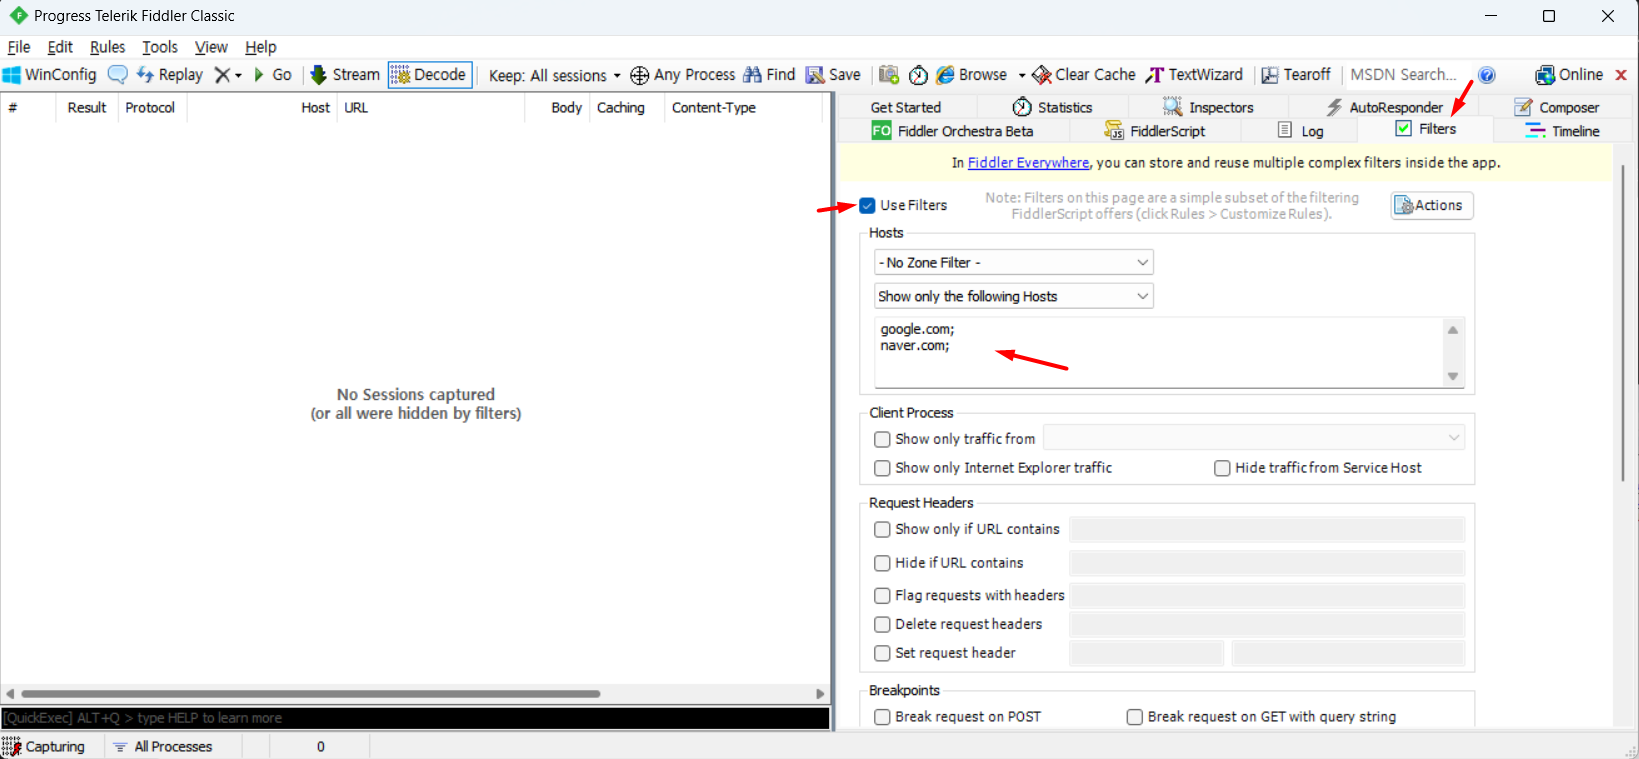 Progress Telerik Fiddler Classic
File Edit Rules Tools View Help
WinConfig Replay Go Stream Decode Keep: All sessions Any Process Find Save Browse Clear Cache TextWizard Tearoff MSDN Search... Online
# Result Protocol Host URL Body Caching Content-Type
No Sessions captured
(or all were hidden by filters)
[QuickExec] ALT+Q > type HELP to learn more
Get Started Statistics Inspectors AutoResponder Composer
FO Fiddler Orchestra Beta FiddlerScript Log Filters Timeline
In Fiddler Everywhere, you can store and reuse multiple complex filters inside the app.
Use Filters
Note: Filters on this page are a simple subset of the filtering
FiddlerScript offers (click Rules > Customize Rules).
Actions
Hosts
- No Zone Filter -
Show only the following Hosts
google.com;
naver.com;
Client Process
Show only traffic from
Show only Internet Explorer traffic Hide traffic from Service Host
Request Headers
Show only if URL contains
Hide if URL contains
Flag requests with headers
Delete request headers
Set request header
Breakpoints
Break request on POST Break request on GET with query string
Capturing All Processes 0